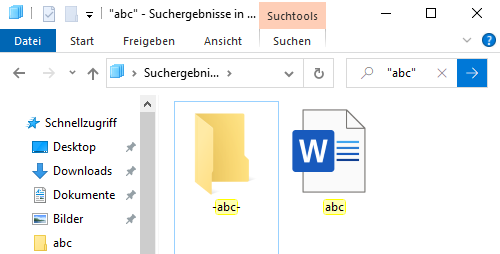 "abc" - Suchergebnisse in ...
Suchtools
Datei Start Freigeben Ansicht Suchen
Suchergebni...
"abc"
Schnellzugriff
Desktop
Downloads
Dokumente
Bilder
abc
W
-abc-
abc